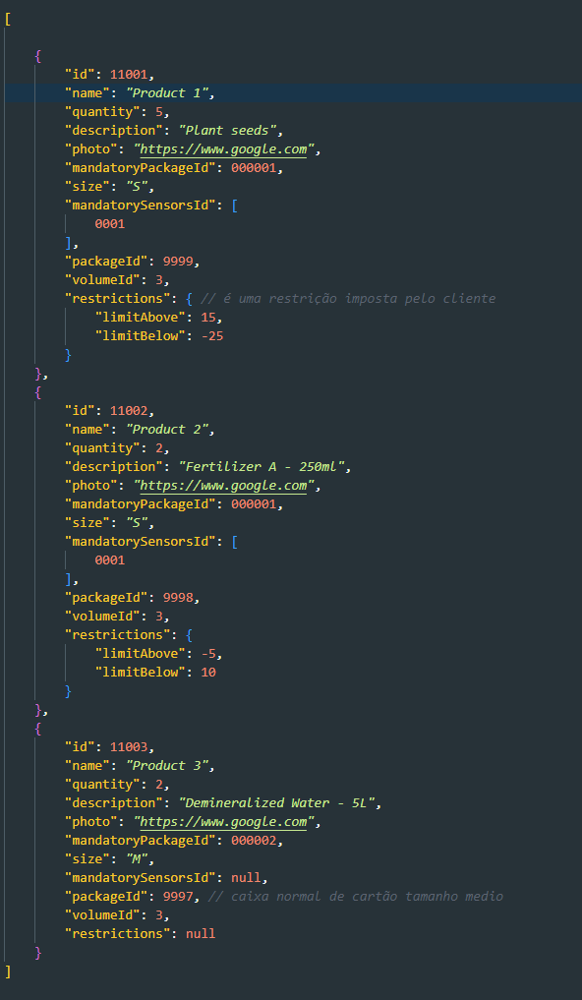 [
    {
        "id": 11001,
        "name": "Product 1",
        "quantity": 5,
        "description": "Plant seeds",
        "photo": "https://www.google.com",
        "mandatoryPackageId": 000001,
        "size": "S",
        "mandatorySensorsId": [
            0001
        ],
        "packageId": 9999,
        "volumeId": 3,
        "restrictions": { // é uma restrição imposta pelo cliente
            "limitAbove": 15,
            "limitBelow": -25
        }
    },
    {
        "id": 11002,
        "name": "Product 2",
        "quantity": 2,
        "description": "Fertilizer A - 250ml",
        "photo": "https://www.google.com",
        "mandatoryPackageId": 000001,
        "size": "S",
        "mandatorySensorsId": [
            0001
        ],
        "packageId": 9998,
        "volumeId": 3,
        "restrictions": {
            "limitAbove": -5,
            "limitBelow": 10
        }
    },
    {
        "id": 11003,
        "name": "Product 3",
        "quantity": 2,
        "description": "Demineralized Water - 5L",
        "photo": "https://www.google.com",
        "mandatoryPackageId": 000002,
        "size": "M",
        "mandatorySensorsId": null,
        "packageId": 9997, // caixa normal de cartão tamanho medio
        "volumeId": 3,
        "restrictions": null
    }
]